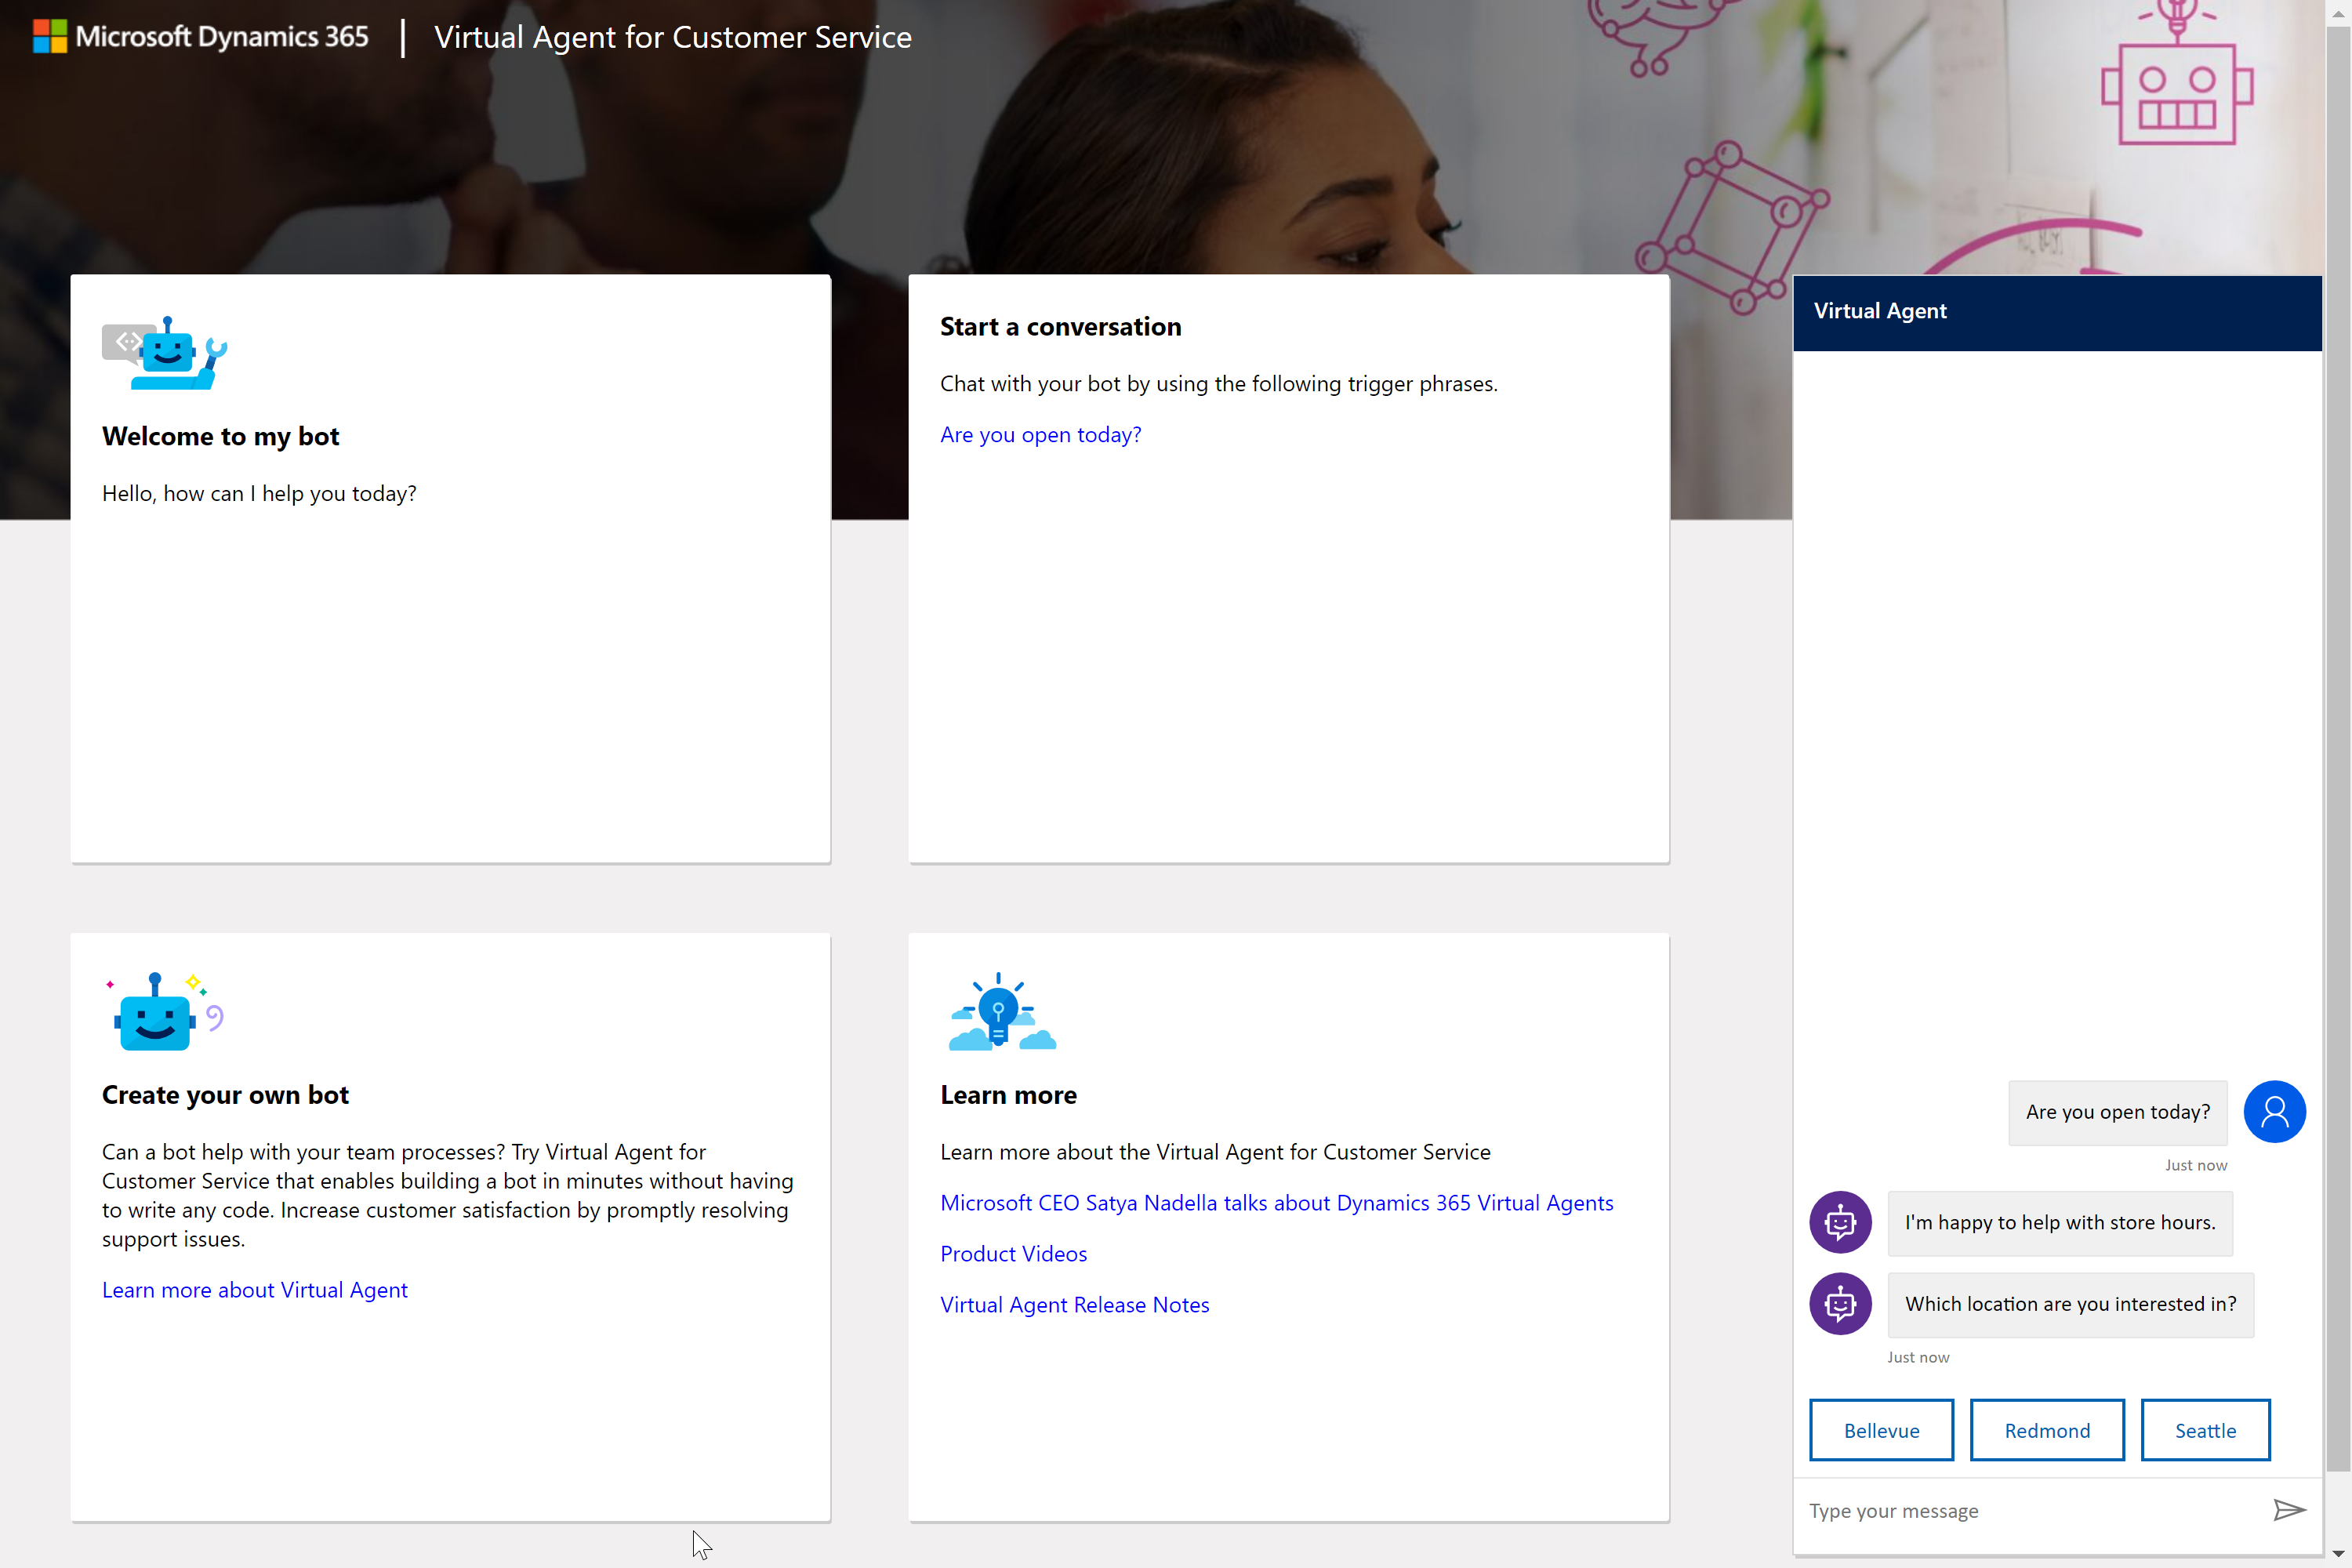 Microsoft Dynamics 365 | Virtual Agent for Customer Service
Welcome to my bot
Hello, how can I help you today?
Start a conversation
Chat with your bot by using the following trigger phrases.
Are you open today?
Create your own bot
Can a bot help with your team processes? Try Virtual Agent for
Customer Service that enables building a bot in minutes without having
to write any code. Increase customer satisfaction by promptly resolving
support issues.
Learn more about Virtual Agent
Learn more
Learn more about the Virtual Agent for Customer Service
Microsoft CEO Satya Nadella talks about Dynamics 365 Virtual Agents
Product Videos
Virtual Agent Release Notes
Virtual Agent
Are you open today?
Just now
I'm happy to help with store hours.
Which location are you interested in?
Just now
Bellevue
Redmond
Seattle
Type your message